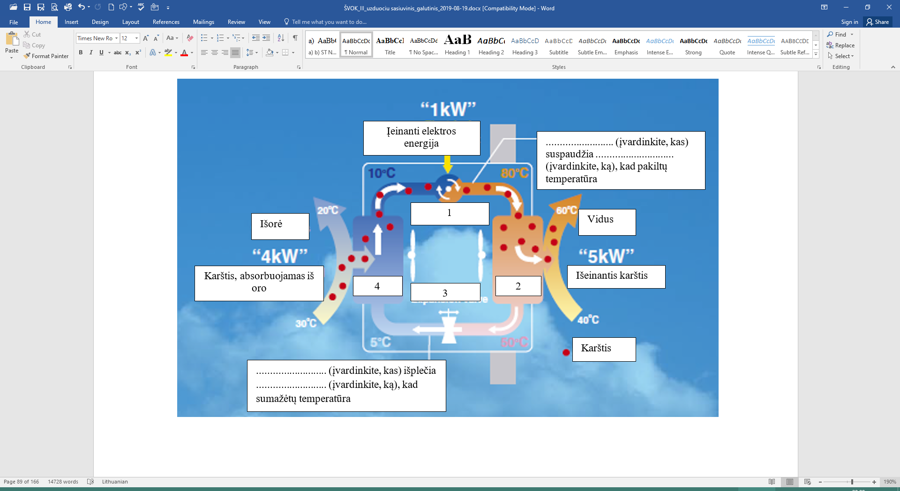 ŠVOK_III_uzduociu sasiuvinis_galutinis_2019-08-19.docx [Compatibility Mode] - Word
File
Home
Insert
Design
Layout
References
Mailings
Review
View
Tell me what you want to do...
Sign in
Share
Paste
Cut
Copy
Format Painter
Clipboard
Times New Ro
12
Font
Paragraph
a) b) ST N...
¶ Normal
Title
¶ No Spac...
Heading 1
Heading 2
Heading 3
Subtitle
Subtle Em...
Emphasis
Intense E...
Strong
Quote
Intense Q...
Subtle Ref...
Styles
Find
Replace
Select
Editing
“1kW”
Įeinanti elektros
energija
.......................... (įvardinkite, kas)
suspaudžia ..............................
(įvardinkite, ką), kad pakiltų
temperatūra
10°C
80°C
1
20°C
60°C
Išorė
Vidus
“4kW”
“5kW”
Karštis, absorbuojamas iš
oro
Išeinantis karštis
4
3
2
30°C
40°C
5°C
50°C
Karštis
........................... (įvardinkite, kas) išplečia
........................... (įvardinkite, ką), kad
sumažėtų temperatūra
Page 89 of 166
14728 words
Lithuanian
190%